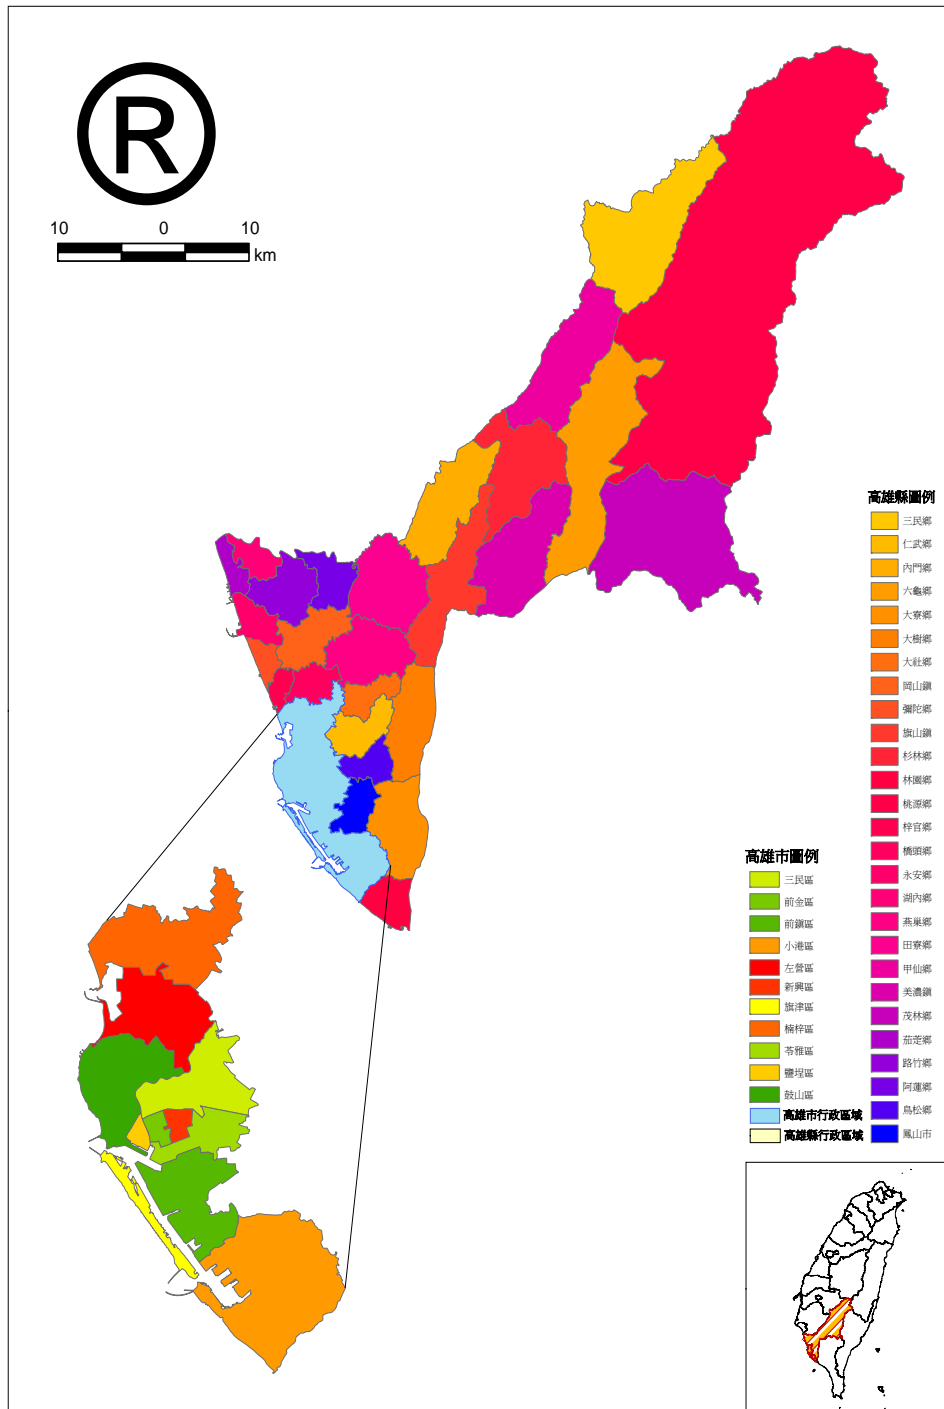 R
10 0 10
km
高雄縣圖例
三民鄉
仁武鄉
內門鄉
六龜鄉
大寮鄉
大樹鄉
大社鄉
岡山鎮
彌陀鄉
旗山鎮
杉林鄉
林園鄉
桃源鄉
梓官鄉
橋頭鄉
永安鄉
湖內鄉
燕巢鄉
田寮鄉
甲仙鄉
美濃鎮
茂林鄉
茄萣鄉
路竹鄉
阿蓮鄉
鳥松鄉
鳳山市
高雄市圖例
三民區
前金區
前鎮區
小港區
左營區
新興區
旗津區
楠梓區
苓雅區
鹽埕區
鼓山區
高雄市行政區域
高雄縣行政區域